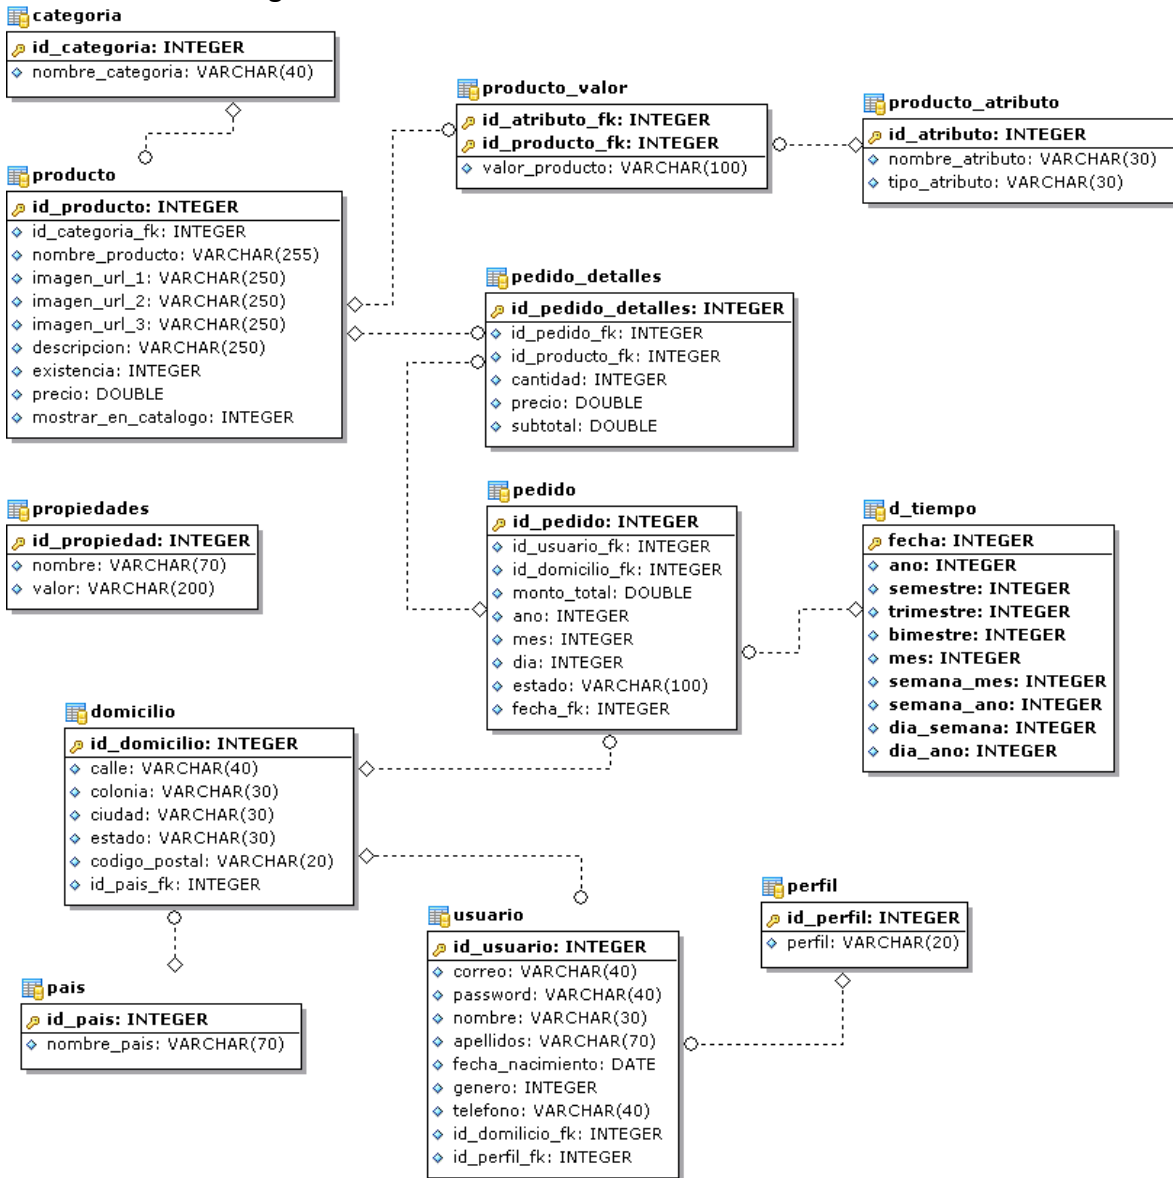 categoria
id_categoria: INTEGER
nombre_categoria: VARCHAR(40)
producto_valor
id_atributo_fk: INTEGER
id_producto_fk: INTEGER
valor_producto: VARCHAR(100)
producto_atributo
id_atributo: INTEGER
nombre_atributo: VARCHAR(30)
tipo_atributo: VARCHAR(30)
producto
id_producto: INTEGER
id_categoria_fk: INTEGER
nombre_producto: VARCHAR(255)
imagen_url_1: VARCHAR(250)
imagen_url_2: VARCHAR(250)
imagen_url_3: VARCHAR(250)
descripcion: VARCHAR(250)
existencia: INTEGER
precio: DOUBLE
mostrar_en_catalogo: INTEGER
pedido_detalles
id_pedido_detalles: INTEGER
id_pedido_fk: INTEGER
id_producto_fk: INTEGER
cantidad: INTEGER
precio: DOUBLE
subtotal: DOUBLE
propiedades
id_propiedad: INTEGER
nombre: VARCHAR(70)
valor: VARCHAR(200)
pedido
id_pedido: INTEGER
id_usuario_fk: INTEGER
id_domicilio_fk: INTEGER
monto_total: DOUBLE
ano: INTEGER
mes: INTEGER
dia: INTEGER
estado: VARCHAR(100)
fecha_fk: INTEGER
d_tiempo
fecha: INTEGER
ano: INTEGER
semestre: INTEGER
trimestre: INTEGER
bimestre: INTEGER
mes: INTEGER
semana_mes: INTEGER
semana_ano: INTEGER
dia_semana: INTEGER
dia_ano: INTEGER
domicilio
id_domicilio: INTEGER
calle: VARCHAR(40)
colonia: VARCHAR(30)
ciudad: VARCHAR(30)
estado: VARCHAR(30)
codigo_postal: VARCHAR(20)
id_pais_fk: INTEGER
pais
id_pais: INTEGER
nombre_pais: VARCHAR(70)
usuario
id_usuario: INTEGER
correo: VARCHAR(40)
password: VARCHAR(40)
nombre: VARCHAR(30)
apellidos: VARCHAR(70)
fecha_nacimiento: DATE
genero: INTEGER
telefono: VARCHAR(40)
id_domilicio_fk: INTEGER
id_perfil_fk: INTEGER
perfil
id_perfil: INTEGER
perfil: VARCHAR(20)